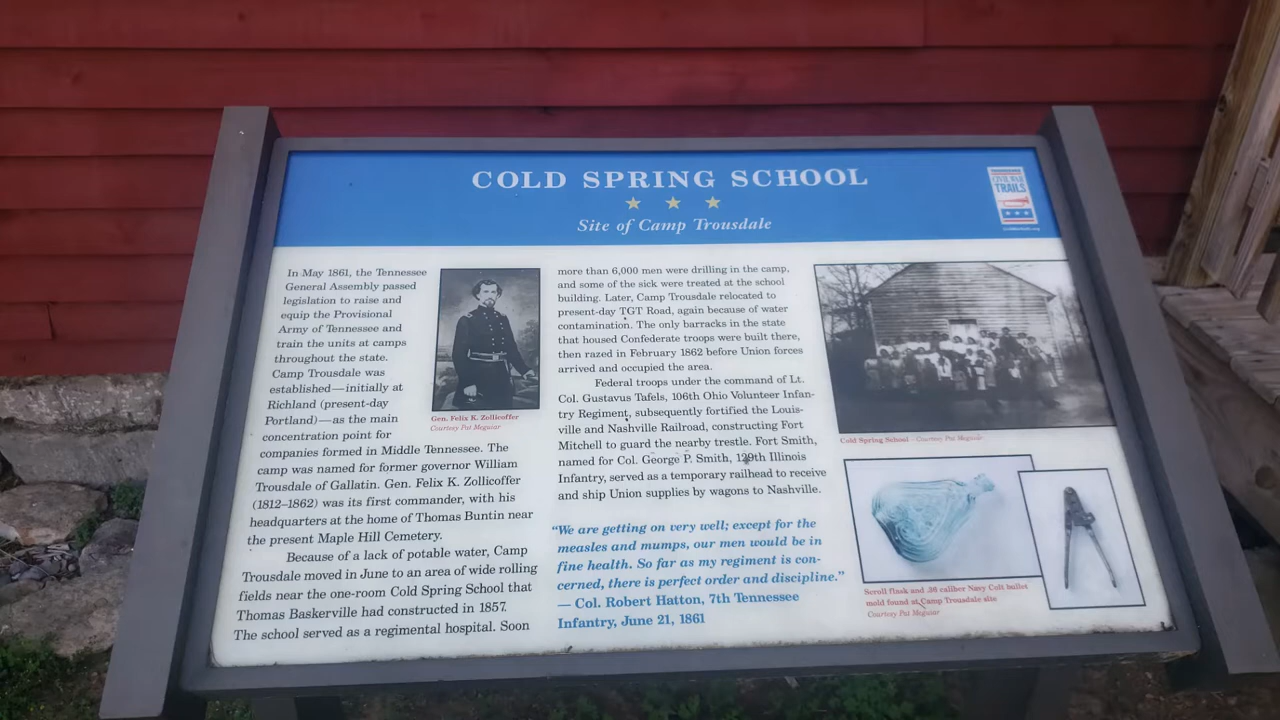 COLD SPRING SCHOOL
Site of Camp Trousdale
CIVIL WAR
TRAILS
In May 1861, the Tennessee
General Assembly passed
legislation to raise and
equip the Provisional
Army of Tennessee and
train the units at camps
throughout the state.
Camp Trousdale was
established—initially at
Richland (present-day
Portland)—as the main
concentration point for
companies formed in Middle Tennessee. The
camp was named for former governor William
Trousdale of Gallatin. Gen. Felix K. Zollicoffer
(1812–1862) was its first commander, with his
headquarters at the home of Thomas Buntin near
the present Maple Hill Cemetery.
Because of a lack of potable water, Camp
Trousdale moved in June to an area of wide rolling
fields near the one-room Cold Spring School that
Thomas Baskerville had constructed in 1857.
The school served as a regimental hospital. Soon
Gen. Felix K. Zollicoffer
Courtesy Pat Meguiar
more than 6,000 men were drilling in the camp,
and some of the sick were treated at the school
building. Later, Camp Trousdale relocated to
present-day TGT Road, again because of water
contamination. The only barracks in the state
that housed Confederate troops were built there,
then razed in February 1862 before Union forces
arrived and occupied the area.
Federal troops under the command of Lt.
Col. Gustavus Tafels, 106th Ohio Volunteer Infan-
try Regiment, subsequently fortified the Louis-
ville and Nashville Railroad, constructing Fort
Mitchell to guard the nearby trestle. Fort Smith,
named for Col. George P. Smith, 129th Illinois
Infantry, served as a temporary railhead to receive
and ship Union supplies by wagons to Nashville.
“We are getting on very well; except for the
measles and mumps, our men would be in
fine health. So far as my regiment is con-
cerned, there is perfect order and discipline.”
— Col. Robert Hatton, 7th Tennessee
Infantry, June 21, 1861
Cold Spring School - Courtesy Pat Meguiar
Scroll flask and .36 caliber Navy Colt bullet
mold found at Camp Trousdale site
Courtesy Pat Meguiar